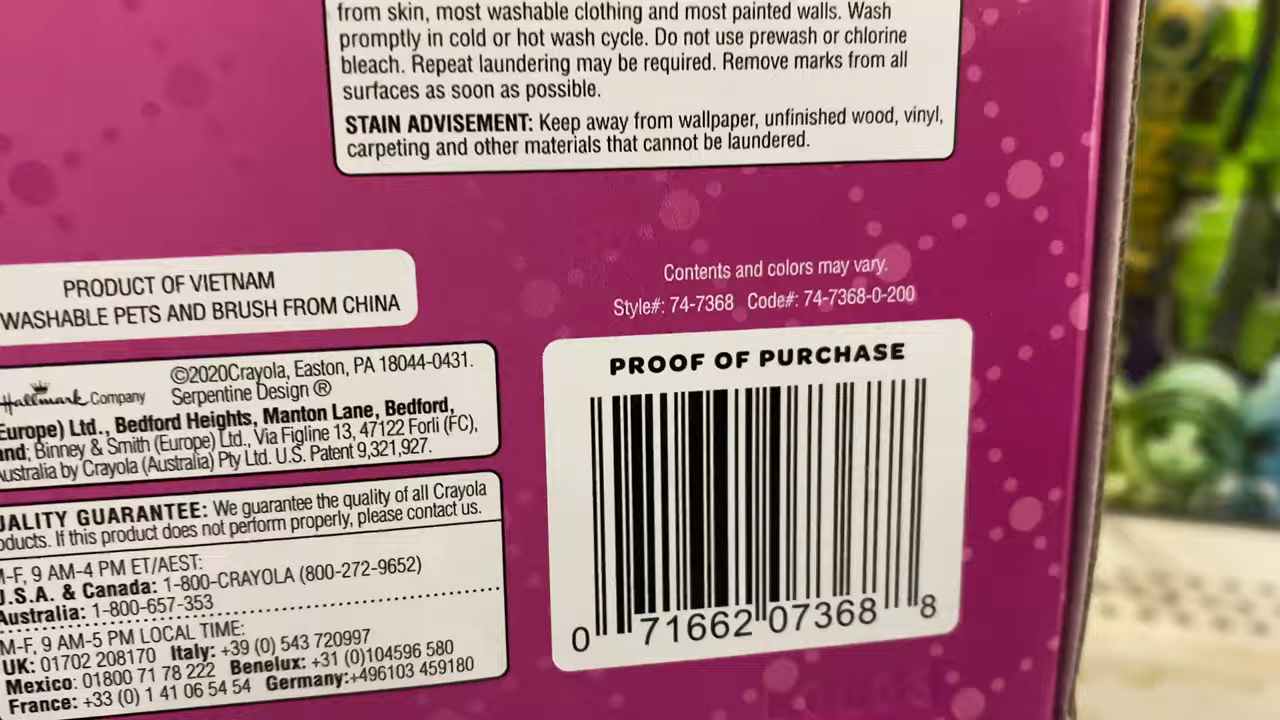 from skin, most washable clothing and most painted walls. Wash
promptly in cold or hot wash cycle. Do not use prewash or chlorine
bleach. Repeat laundering may be required. Remove marks from all
surfaces as soon as possible.
STAIN ADVISEMENT: Keep away from wallpaper, unfinished wood, vinyl,
carpeting and other materials that cannot be laundered.
PRODUCT OF VIETNAM
WASHABLE PETS AND BRUSH FROM CHINA
Contents and colors may vary.
Style#: 74-7368 Code#: 74-7368-0-200
©2020Crayola, Easton, PA 18044-0431.
Hallmark Company Serpentine Design ®
Europe) Ltd., Bedford Heights, Manton Lane, Bedford,
Binney & Smith (Europe) Ltd., Via Figline 13, 47122 Forli (FC),
Australia by Crayola (Australia) Pty Ltd. U.S. Patent 9,321,927.
QUALITY GUARANTEE: We guarantee the quality of all Crayola
products. If this product does not perform properly, please contact us.
M-F, 9 AM-4 PM ET/AEST:
U.S.A. & Canada: 1-800-CRAYOLA (800-272-9652)
Australia: 1-800-657-353
M-F, 9 AM-5 PM LOCAL TIME:
UK: 01702 208170 Italy: +39 (0) 543 720997
Mexico: 01800 71 78 222 Benelux: +31 (0)104596 580
France: +33 (0) 1 41 06 54 54 Germany:+496103 459180
PROOF OF PURCHASE
0 71662 07368 8